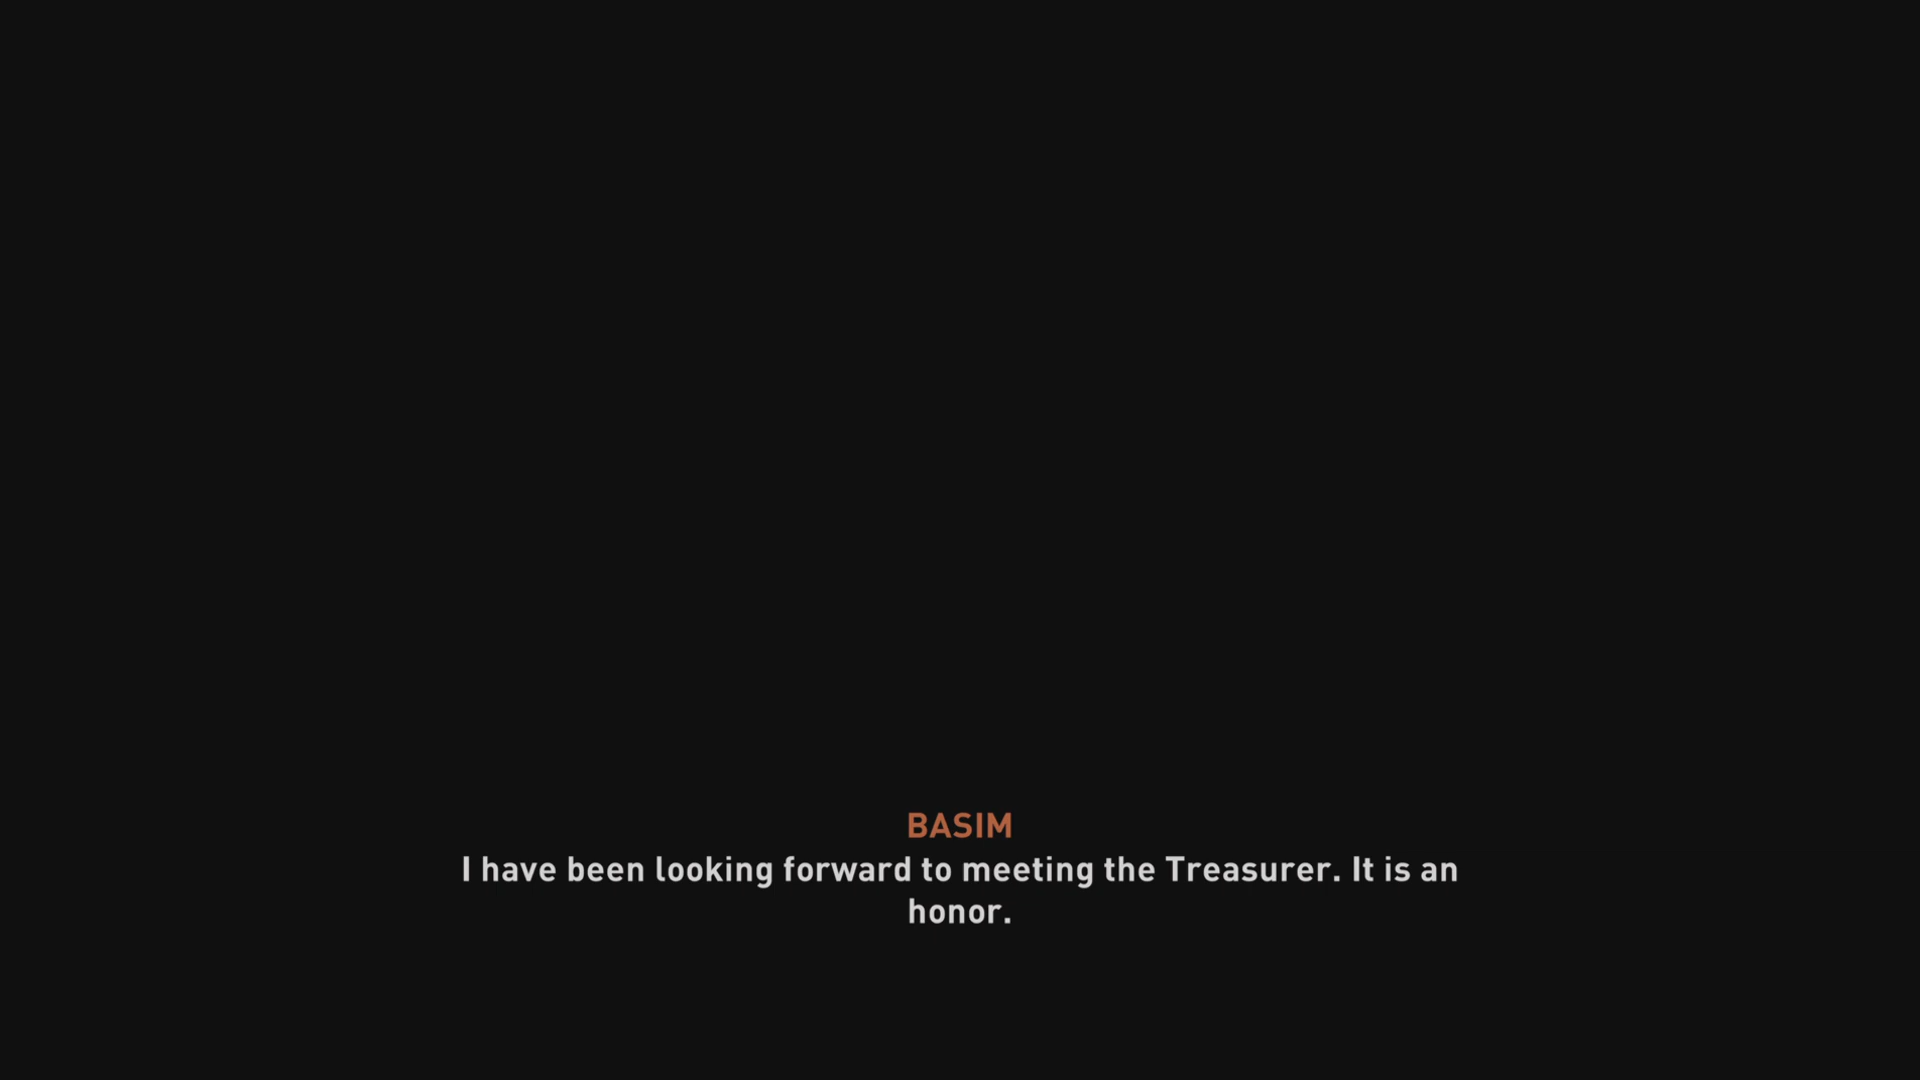 BASIM
I have been looking forward to meeting the Treasurer. It is an
honor.